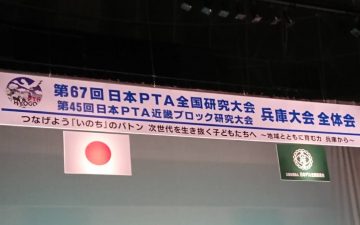 第67回日本PTA全国研究大会
第45回日本PTA近畿ブロック研究大会 兵庫大会 全体会
つなげよう「いのち」のバトン 次世代を生き抜く子どもたちへ ～地域とともに育む力 兵庫から～
HYOGO